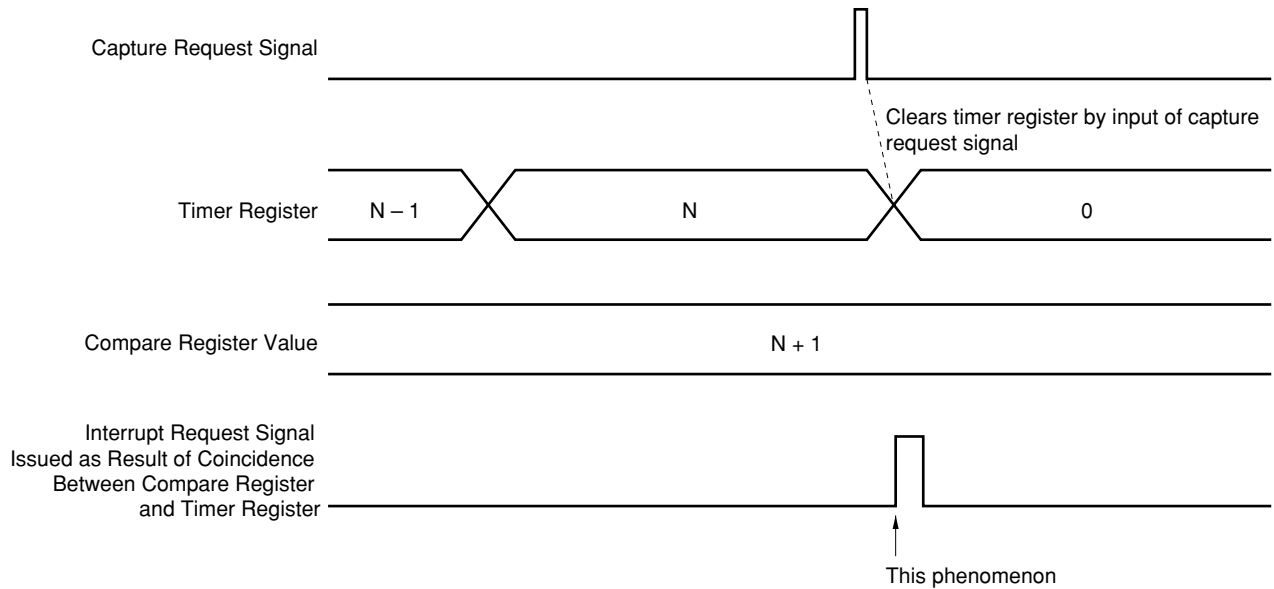 Capture Request Signal
Clears timer register by input of capture
request signal
Timer Register
N – 1
N
0
Compare Register Value
N + 1
Interrupt Request Signal
Issued as Result of Coincidence
Between Compare Register
and Timer Register
This phenomenon